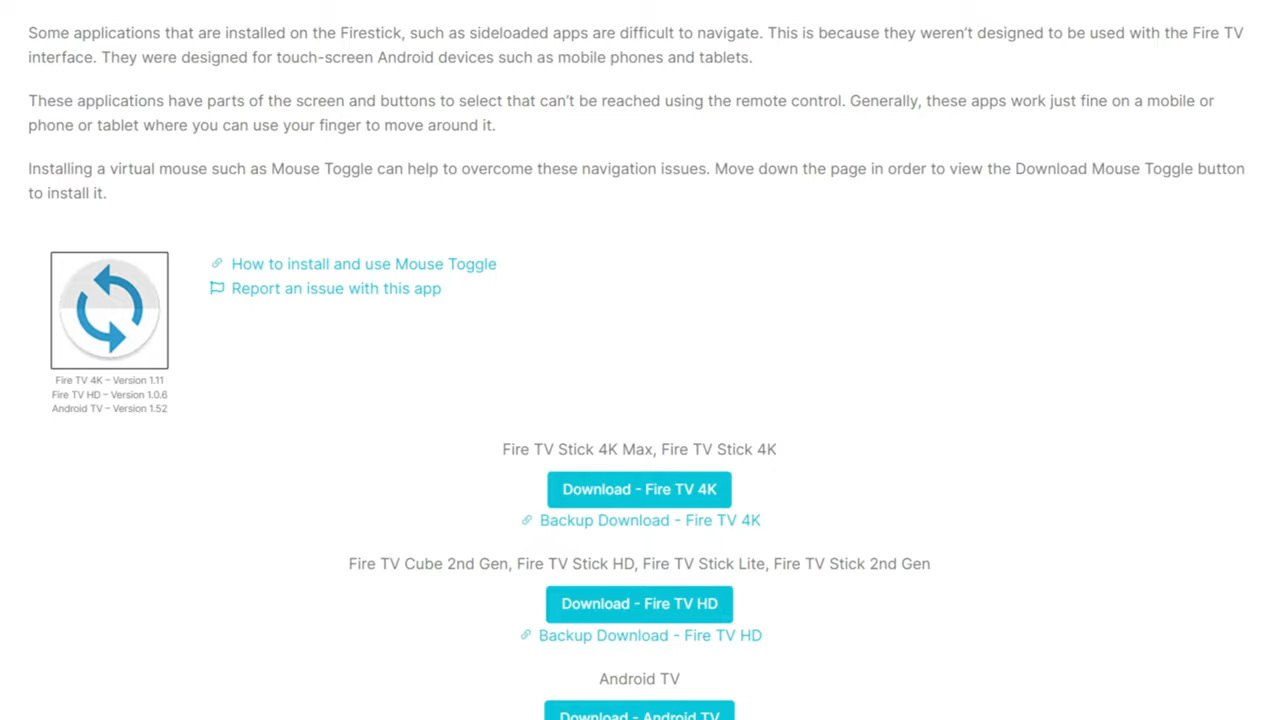 Some applications that are installed on the Firestick, such as sideloaded apps are difficult to navigate. This is because they weren't designed to be used with the Fire TV
interface. They were designed for touch-screen Android devices such as mobile phones and tablets.
These applications have parts of the screen and buttons to select that can't be reached using the remote control. Generally, these apps work just fine on a mobile or
phone or tablet where you can use your finger to move around it.
Installing a virtual mouse such as Mouse Toggle can help to overcome these navigation issues. Move down the page in order to view the Download Mouse Toggle button
to install it.
How to install and use Mouse Toggle
Report an issue with this app
Fire TV 4K – Version 1.11
Fire TV HD – Version 1.0.6
Android TV – Version 1.52
Fire TV Stick 4K Max, Fire TV Stick 4K
Download - Fire TV 4K
Backup Download - Fire TV 4K
Fire TV Cube 2nd Gen, Fire TV Stick HD, Fire TV Stick Lite, Fire TV Stick 2nd Gen
Download - Fire TV HD
Backup Download - Fire TV HD
Android TV
Download - Android TV